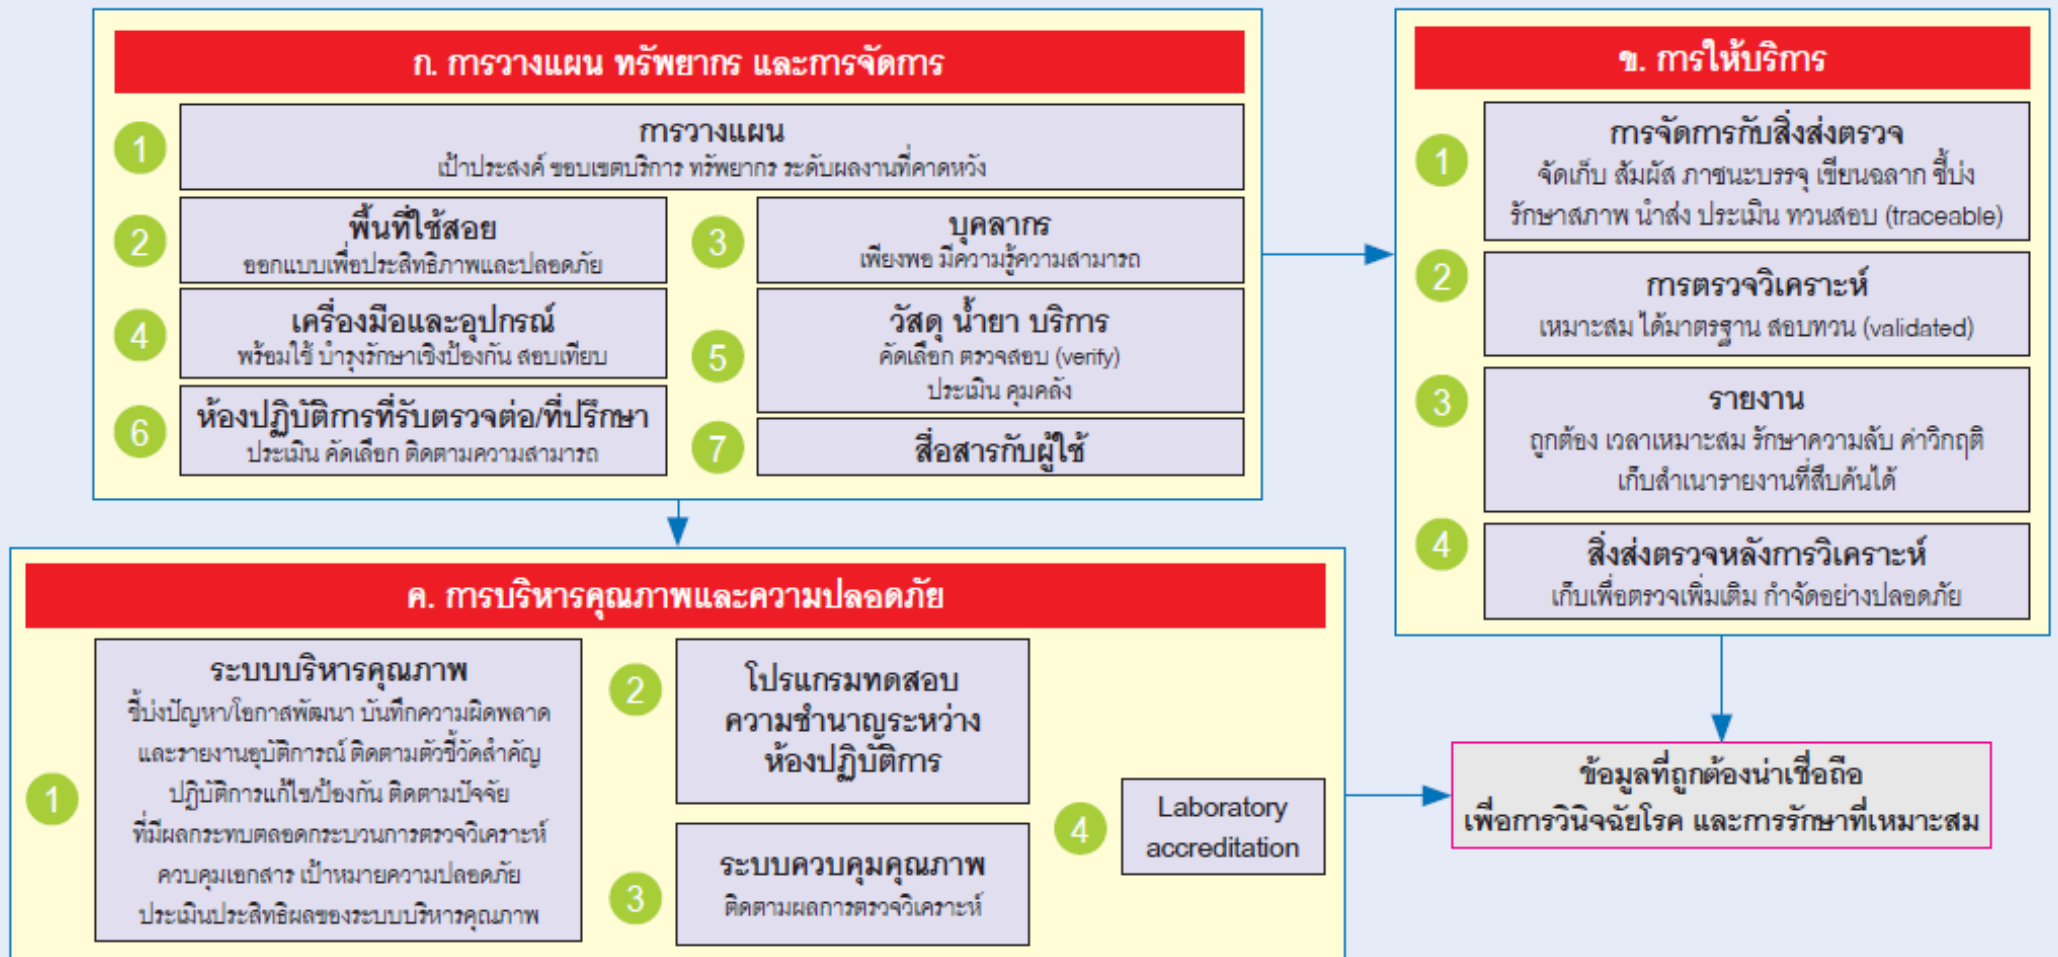 ก. การวางแผน ทรัพยากร และการจัดการ
1
การวางแผน
เป้าประสงค์ ขอบเขตบริการ ทรัพยากร ระดับผลงานที่คาดหวัง
2
พื้นที่ใช้สอย
ออกแบบเพื่อประสิทธิภาพและปลอดภัย
3
บุคลากร
เพียงพอ มีความรู้ความสามารถ
4
เครื่องมือและอุปกรณ์
พร้อมใช้ บำรุงรักษาเชิงป้องกัน สอบเทียบ
5
วัสดุ น้ำยา บริการ
คัดเลือก ตรวจสอบ (verify)
ประเมิน คุมคลัง
6
ห้องปฏิบัติการที่รับตรวจต่อ/ที่ปรึกษา
ประเมิน คัดเลือก ติดตามความสามารถ
7
สื่อสารกับผู้ใช้
ข. การให้บริการ
1
การจัดการกับสิ่งส่งตรวจ
จัดเก็บ สัมผัส ภาชนะบรรจุ เขียนฉลาก ชี้บ่ง
รักษาสภาพ นำส่ง ประเมิน ทวนสอบ (traceable)
2
การตรวจวิเคราะห์
เหมาะสม ได้มาตรฐาน สอบทวน (validated)
3
รายงาน
ถูกต้อง เวลาเหมาะสม รักษาความลับ ค่าวิกฤติ
เก็บสำเนารายงานที่สืบค้นได้
4
สิ่งส่งตรวจหลังการวิเคราะห์
เก็บเพื่อตรวจเพิ่มเติม กำจัดอย่างปลอดภัย
ค. การบริหารคุณภาพและความปลอดภัย
1
ระบบบริหารคุณภาพ
ชี้บ่งปัญหา/โอกาสพัฒนา บันทึกความผิดพลาด
และรายงานอุบัติการณ์ ติดตามตัวชี้วัดสำคัญ
ปฏิบัติการแก้ไข/ป้องกัน ติดตามปัจจัย
ที่มีผลกระทบตลอดกระบวนการตรวจวิเคราะห์
ควบคุมเอกสาร เป้าหมายความปลอดภัย
ประเมินประสิทธิผลของระบบบริหารคุณภาพ
2
โปรแกรมทดสอบ
ความชำนาญระหว่าง
ห้องปฏิบัติการ
3
ระบบควบคุมคุณภาพ
ติดตามผลการตรวจวิเคราะห์
4
Laboratory
accreditation
ข้อมูลที่ถูกต้องน่าเชื่อถือ
เพื่อการวินิจฉัยโรค และการรักษาที่เหมาะสม